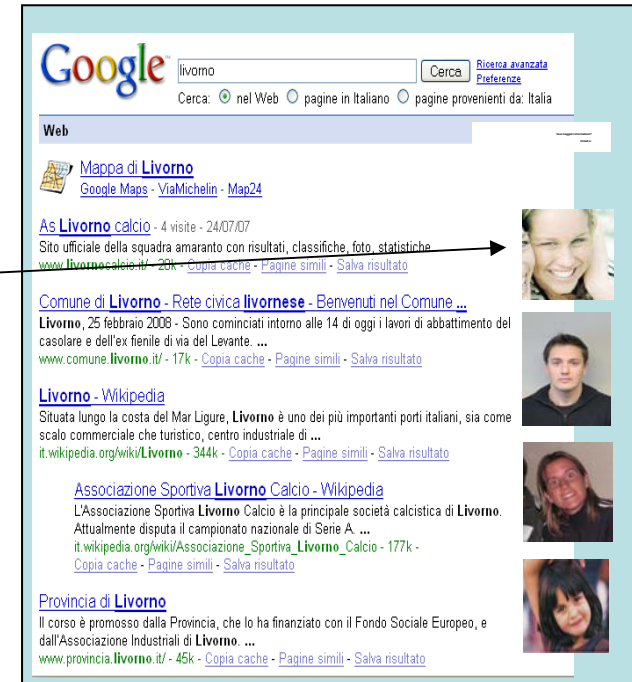 Google™ livorno Cerca Ricerca avanzata
Preferenze
Cerca: nel Web pagine in Italiano pagine provenienti da: Italia
Web
Mappa di Livorno
Google Maps - ViaMichelin - Map24
As Livorno calcio - 4 visite - 24/07/07
Sito ufficiale della squadra amaranto con risultati, classifiche, foto, statistiche
www.livornocalcio.it/ - 28k - Copia cache - Pagine simili - Salva risultato
Comune di Livorno - Rete civica livornese - Benvenuti nel Comune ...
Livorno, 25 febbraio 2008 - Sono cominciati intorno alle 14 di oggi i lavori di abbattimento del
casolare e dell'ex fienile di via del Levante. ...
www.comune.livorno.it/ - 17k - Copia cache - Pagine simili - Salva risultato
Livorno - Wikipedia
Situata lungo la costa del Mar Ligure, Livorno è uno dei più importanti porti italiani, sia come
scalo commerciale che turistico, centro industriale di ...
it.wikipedia.org/wiki/Livorno - 344k - Copia cache - Pagine simili - Salva risultato
Associazione Sportiva Livorno Calcio - Wikipedia
L'Associazione Sportiva Livorno Calcio è la principale società calcistica di Livorno.
Attualmente disputa il campionato nazionale di Serie A. ...
it.wikipedia.org/wiki/Associazione_Sportiva_Livorno_Calcio - 177k -
Copia cache - Pagine simili - Salva risultato
Provincia di Livorno
Il corso è promosso dalla Provincia, che lo ha finanziato con il Fondo Sociale Europeo, e
dall'Associazione Industriali di Livorno. ...
www.provincia.livorno.it/ - 45k - Copia cache - Pagine simili - Salva risultato